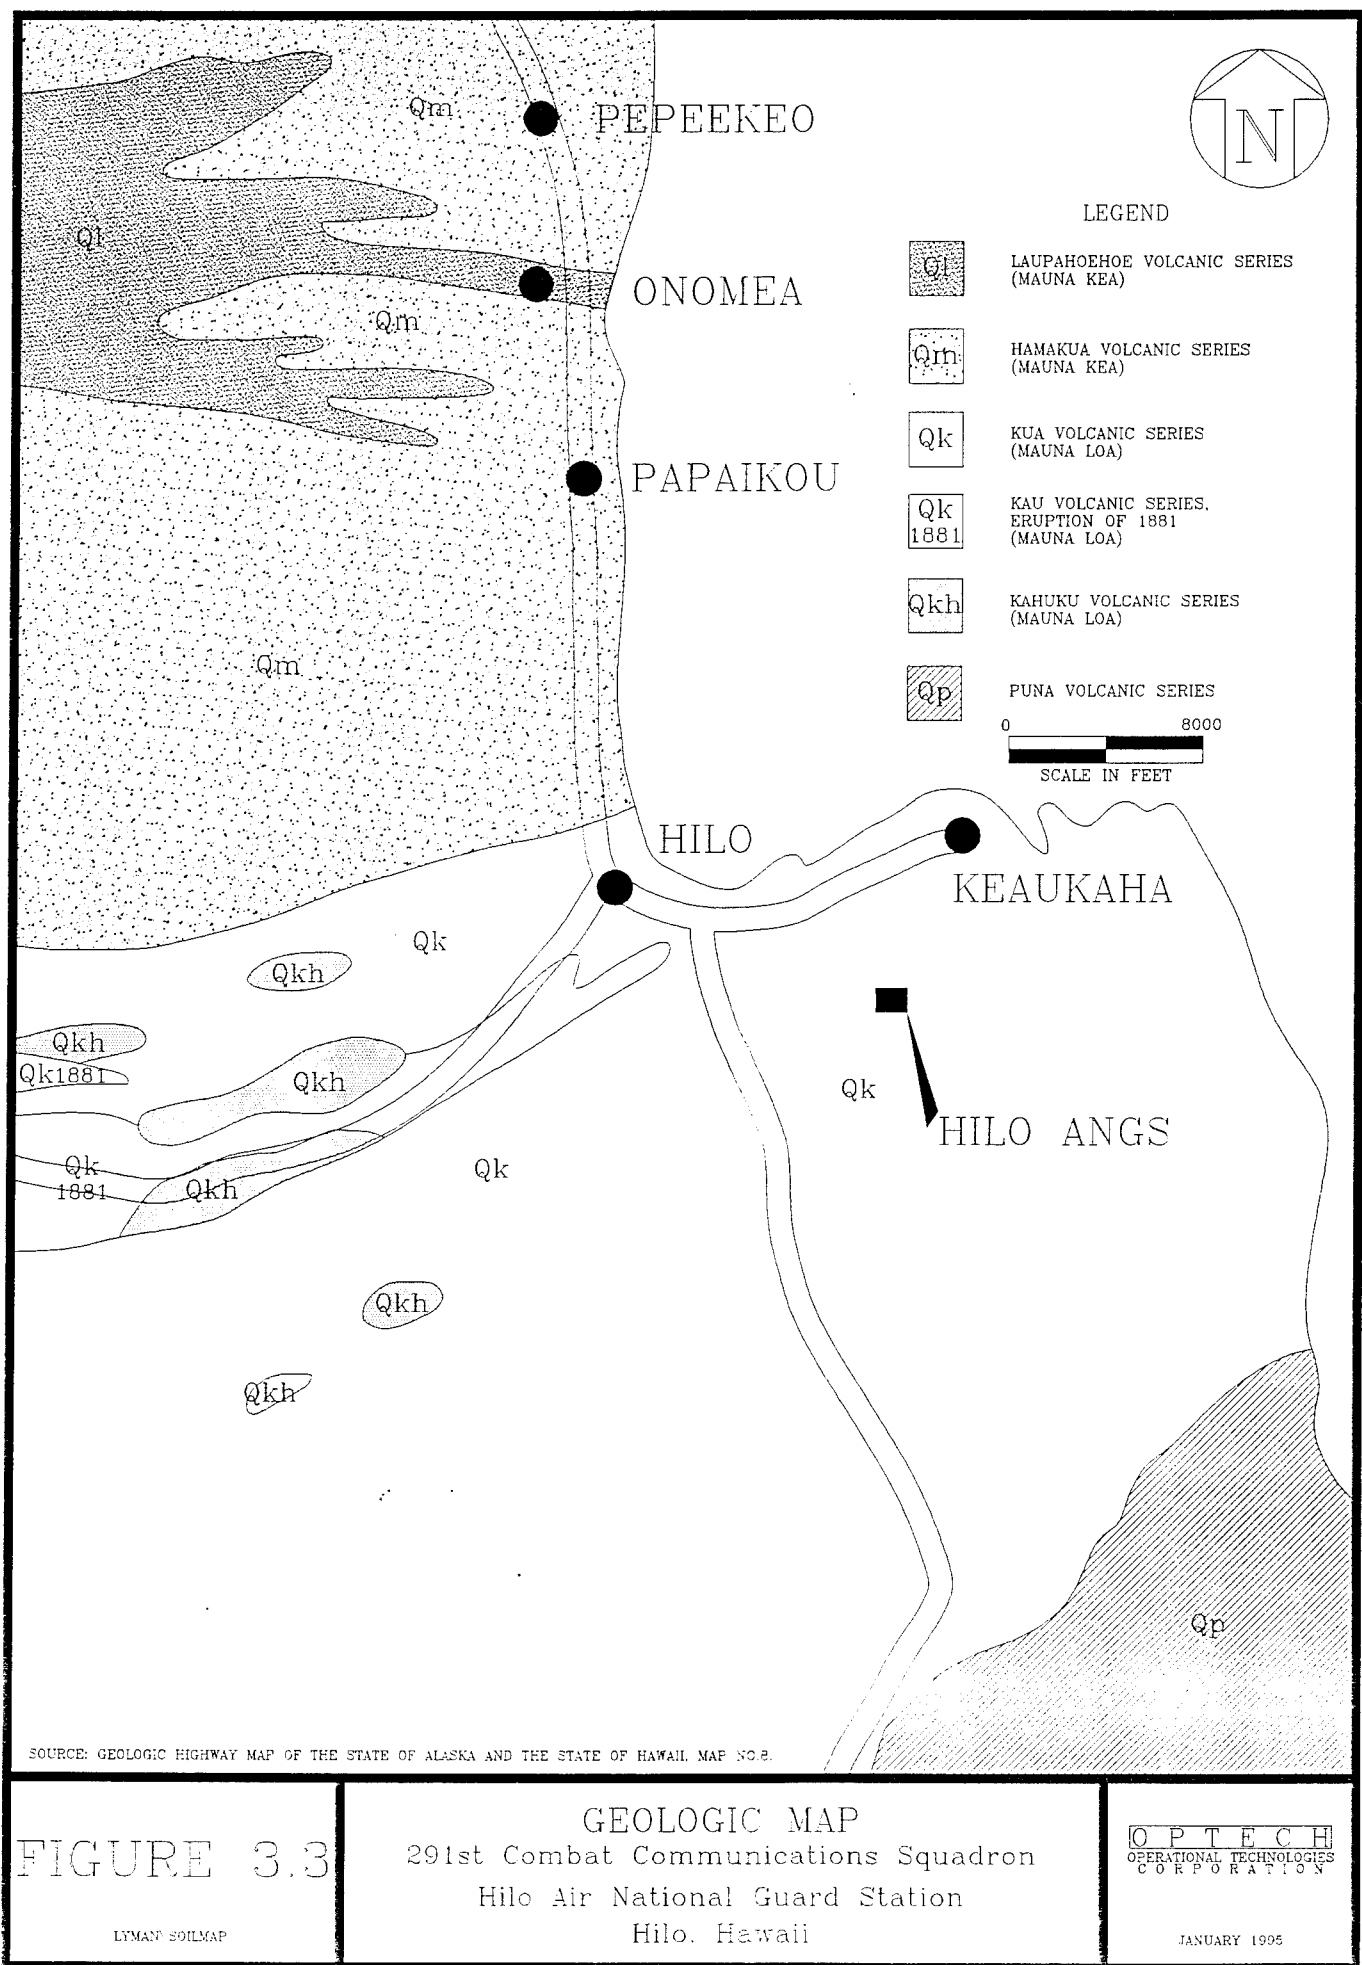 Qm
PEPEEKEO
N
LEGEND
Ql
Ql
LAUPAHOEHOE VOLCANIC SERIES
(MAUNA KEA)
ONOMEA
Qm
Qm
HAMAKUA VOLCANIC SERIES
(MAUNA KEA)
Qk
KUA VOLCANIC SERIES
(MAUNA LOA)
PAPAIKOU
Qk
1881
KAU VOLCANIC SERIES,
ERUPTION OF 1881
(MAUNA LOA)
Qkh
KAHUKU VOLCANIC SERIES
(MAUNA LOA)
Qm
Qp
PUNA VOLCANIC SERIES
0 8000
SCALE IN FEET
HILO
KEAUKAHA
Qk
Qkh
Qkh
Qk1881
Qkh
Qk
HILO ANGS
Qk
1881
Qkh
Qk
Qkh
Qkh
Qp
SOURCE: GEOLOGIC HIGHWAY MAP OF THE STATE OF ALASKA AND THE STATE OF HAWAII, MAP NO.8.
FIGURE 3.3
LYMAN SOILMAP
GEOLOGIC MAP
291st Combat Communications Squadron
Hilo Air National Guard Station
Hilo, Hawaii
OPTECH
OPERATIONAL TECHNOLOGIES
CORPORATION
JANUARY 1995